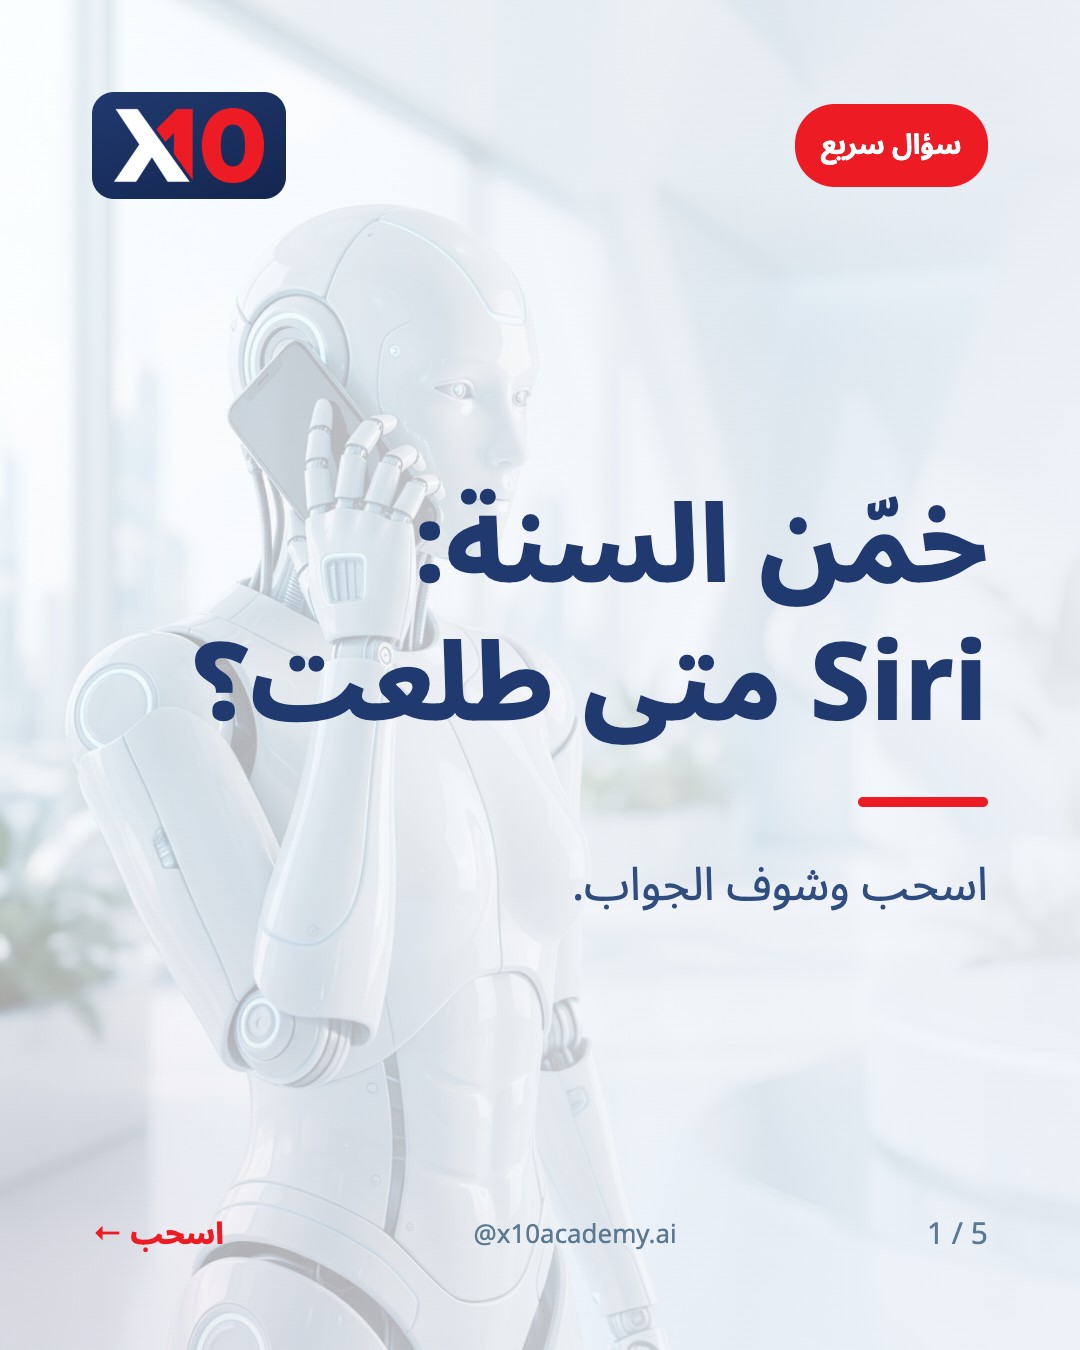 X10
سؤال سريع
خمّن السنة:
Siri متى طلعت؟
اسحب وشوف الجواب.
1 / 5
@x10academy.ai
اسحب ←